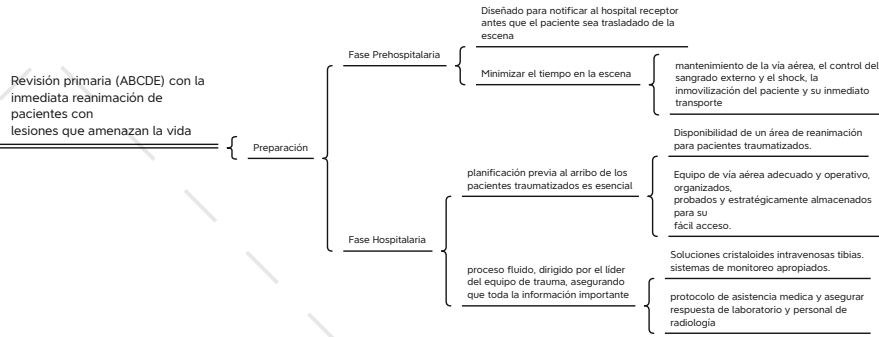 Revisión primaria (ABCDE) con la
inmediata reanimación de
pacientes con
lesiones que amenazan la vida
Preparación
Fase Prehospitalaria
Diseñado para notificar al hospital receptor
antes que el paciente sea trasladado de la
escena
Minimizar el tiempo en la escena
mantenimiento de la vía aérea, el control del
sangrado externo y el shock, la
inmovilización del paciente y su inmediato
transporte
Fase Hospitalaria
planificación previa al arribo de los
pacientes traumatizados es esencial
Disponibilidad de un área de reanimación
para pacientes traumatizados.
Equipo de vía aérea adecuado y operativo,
organizados,
probados y estratégicamente almacenados
para su
fácil acceso.
proceso fluido, dirigido por el líder
del equipo de trauma, asegurando
que toda la información importante
Soluciones cristaloides intravenosas tibias.
sistemas de monitoreo apropiados.
protocolo de asistencia medica y asegurar
respuesta de laboratorio y personal de
radiología